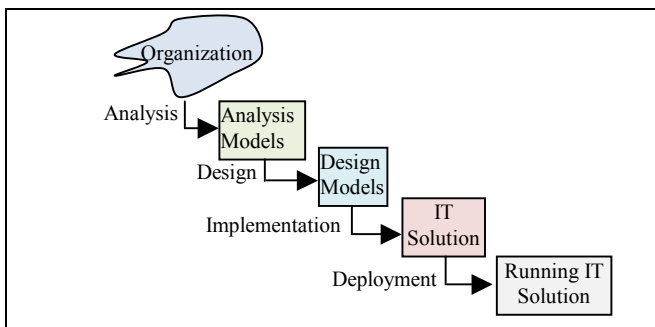 Organization
Analysis
Analysis
Models
Design
Design
Models
Implementation
IT
Solution
Deployment
Running IT
Solution